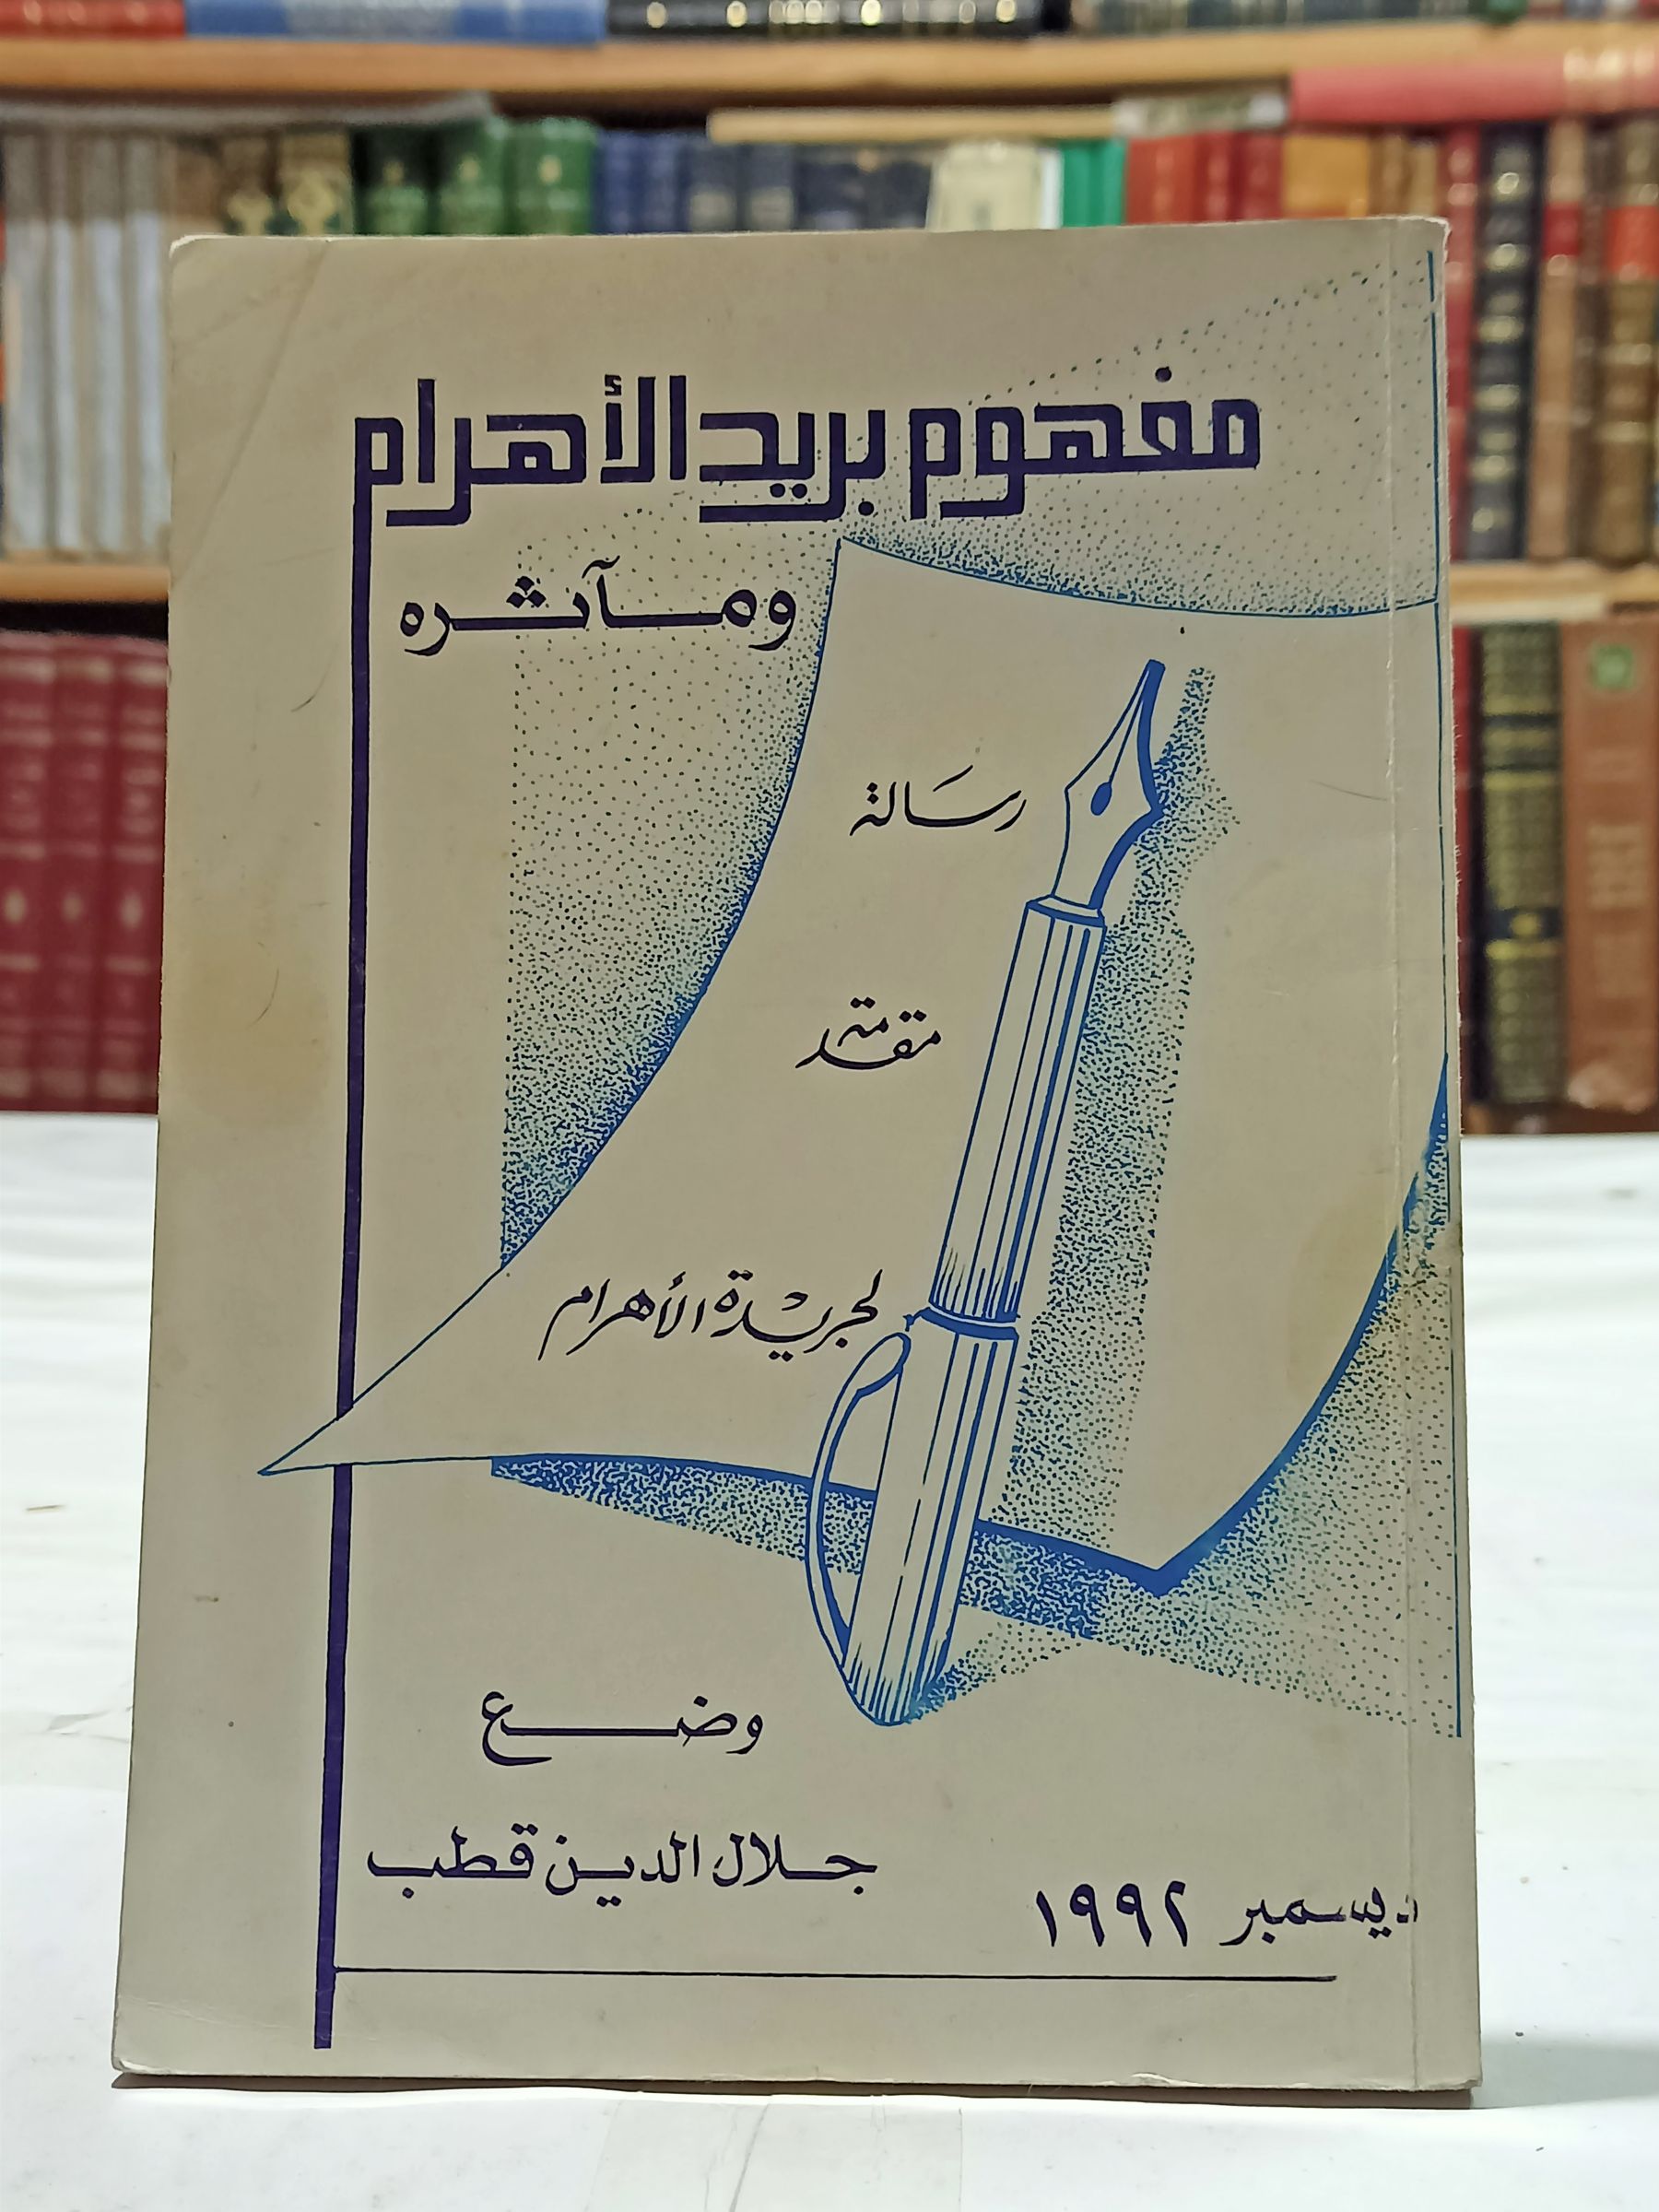 مفهوم بريد الأهرام
ومآثره
رسالة
مقدمة
لجريدة الأهرام
وضع
جلال الدين قطب
ديسمبر ١٩٩٢